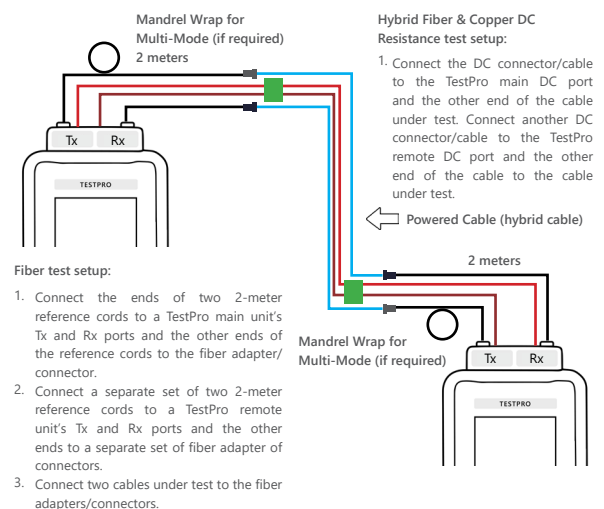 Mandrel Wrap for
Multi-Mode (if required)
2 meters
Hybrid Fiber & Copper DC
Resistance test setup:
1. Connect the DC connector/cable
to the TestPro main DC port
and the other end of the cable
under test. Connect another DC
connector/cable to the TestPro
remote DC port and the other
end of the cable to the cable
under test.
Tx Rx
TESTPRO
Powered Cable (hybrid cable)
2 meters
Fiber test setup:
1. Connect the ends of two 2-meter
reference cords to a TestPro main unit's
Tx and Rx ports and the other ends of
the reference cords to the fiber adapter/
connector.
2. Connect a separate set of two 2-meter
reference cords to a TestPro remote
unit's Tx and Rx ports and the other
ends to a separate set of fiber adapter of
connectors.
3. Connect two cables under test to the fiber
adapters/connectors.
Mandrel Wrap for
Multi-Mode (if required)
Tx Rx
TESTPRO